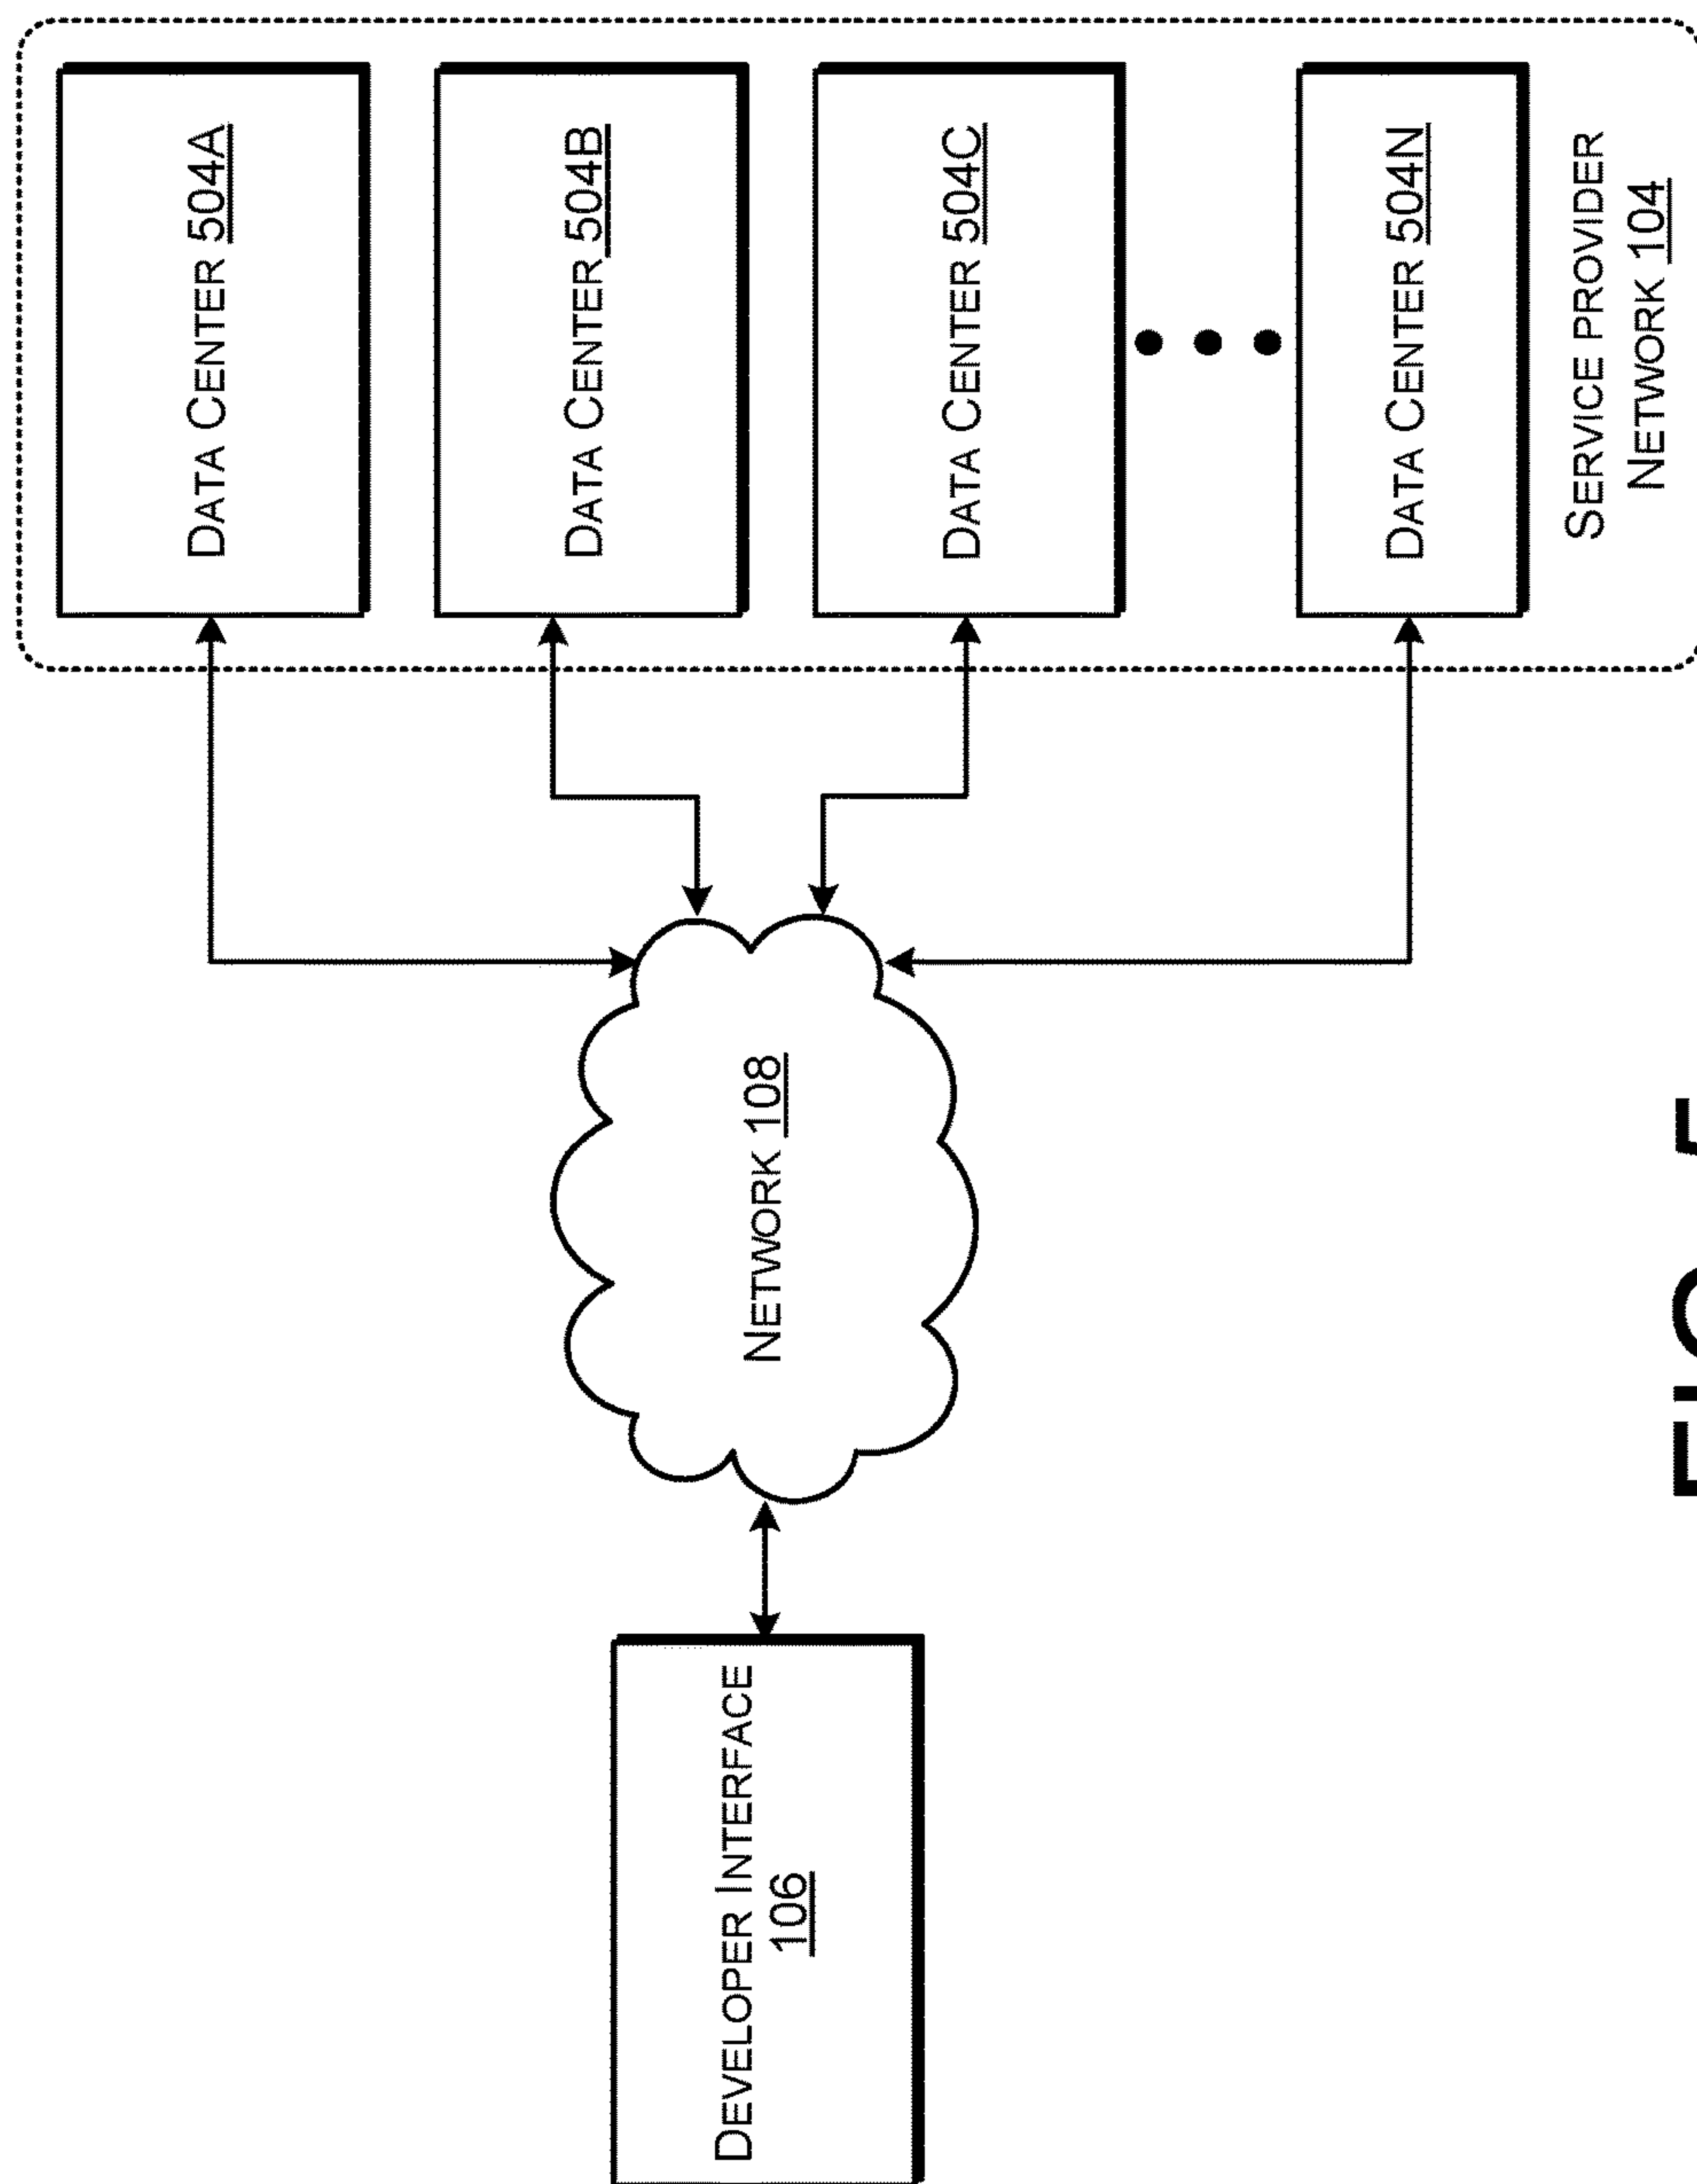 DATA CENTER 504A
DATA CENTER 504B
DEVELOPER INTERFACE
106
NETWORK 108
DATA CENTER 504C
DATA CENTER 504N
SERVICE PROVIDER
NETWORK 104